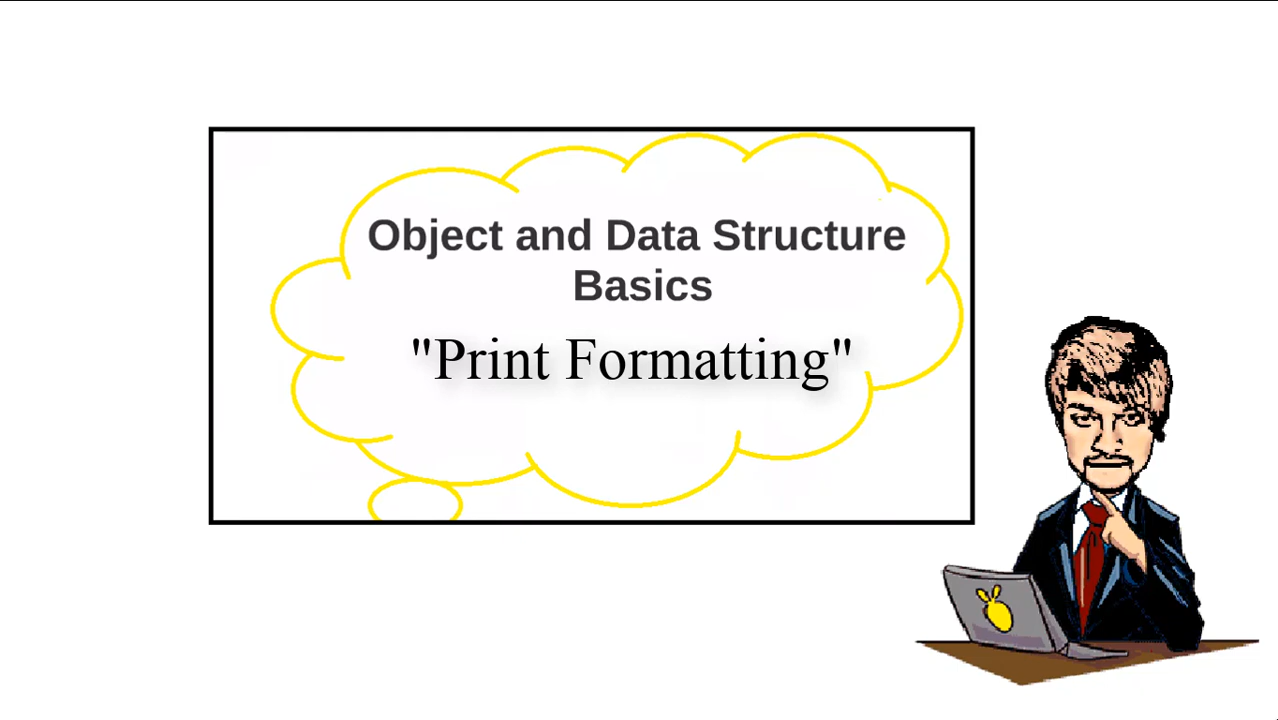 Object and Data Structure
Basics
"Print Formatting"